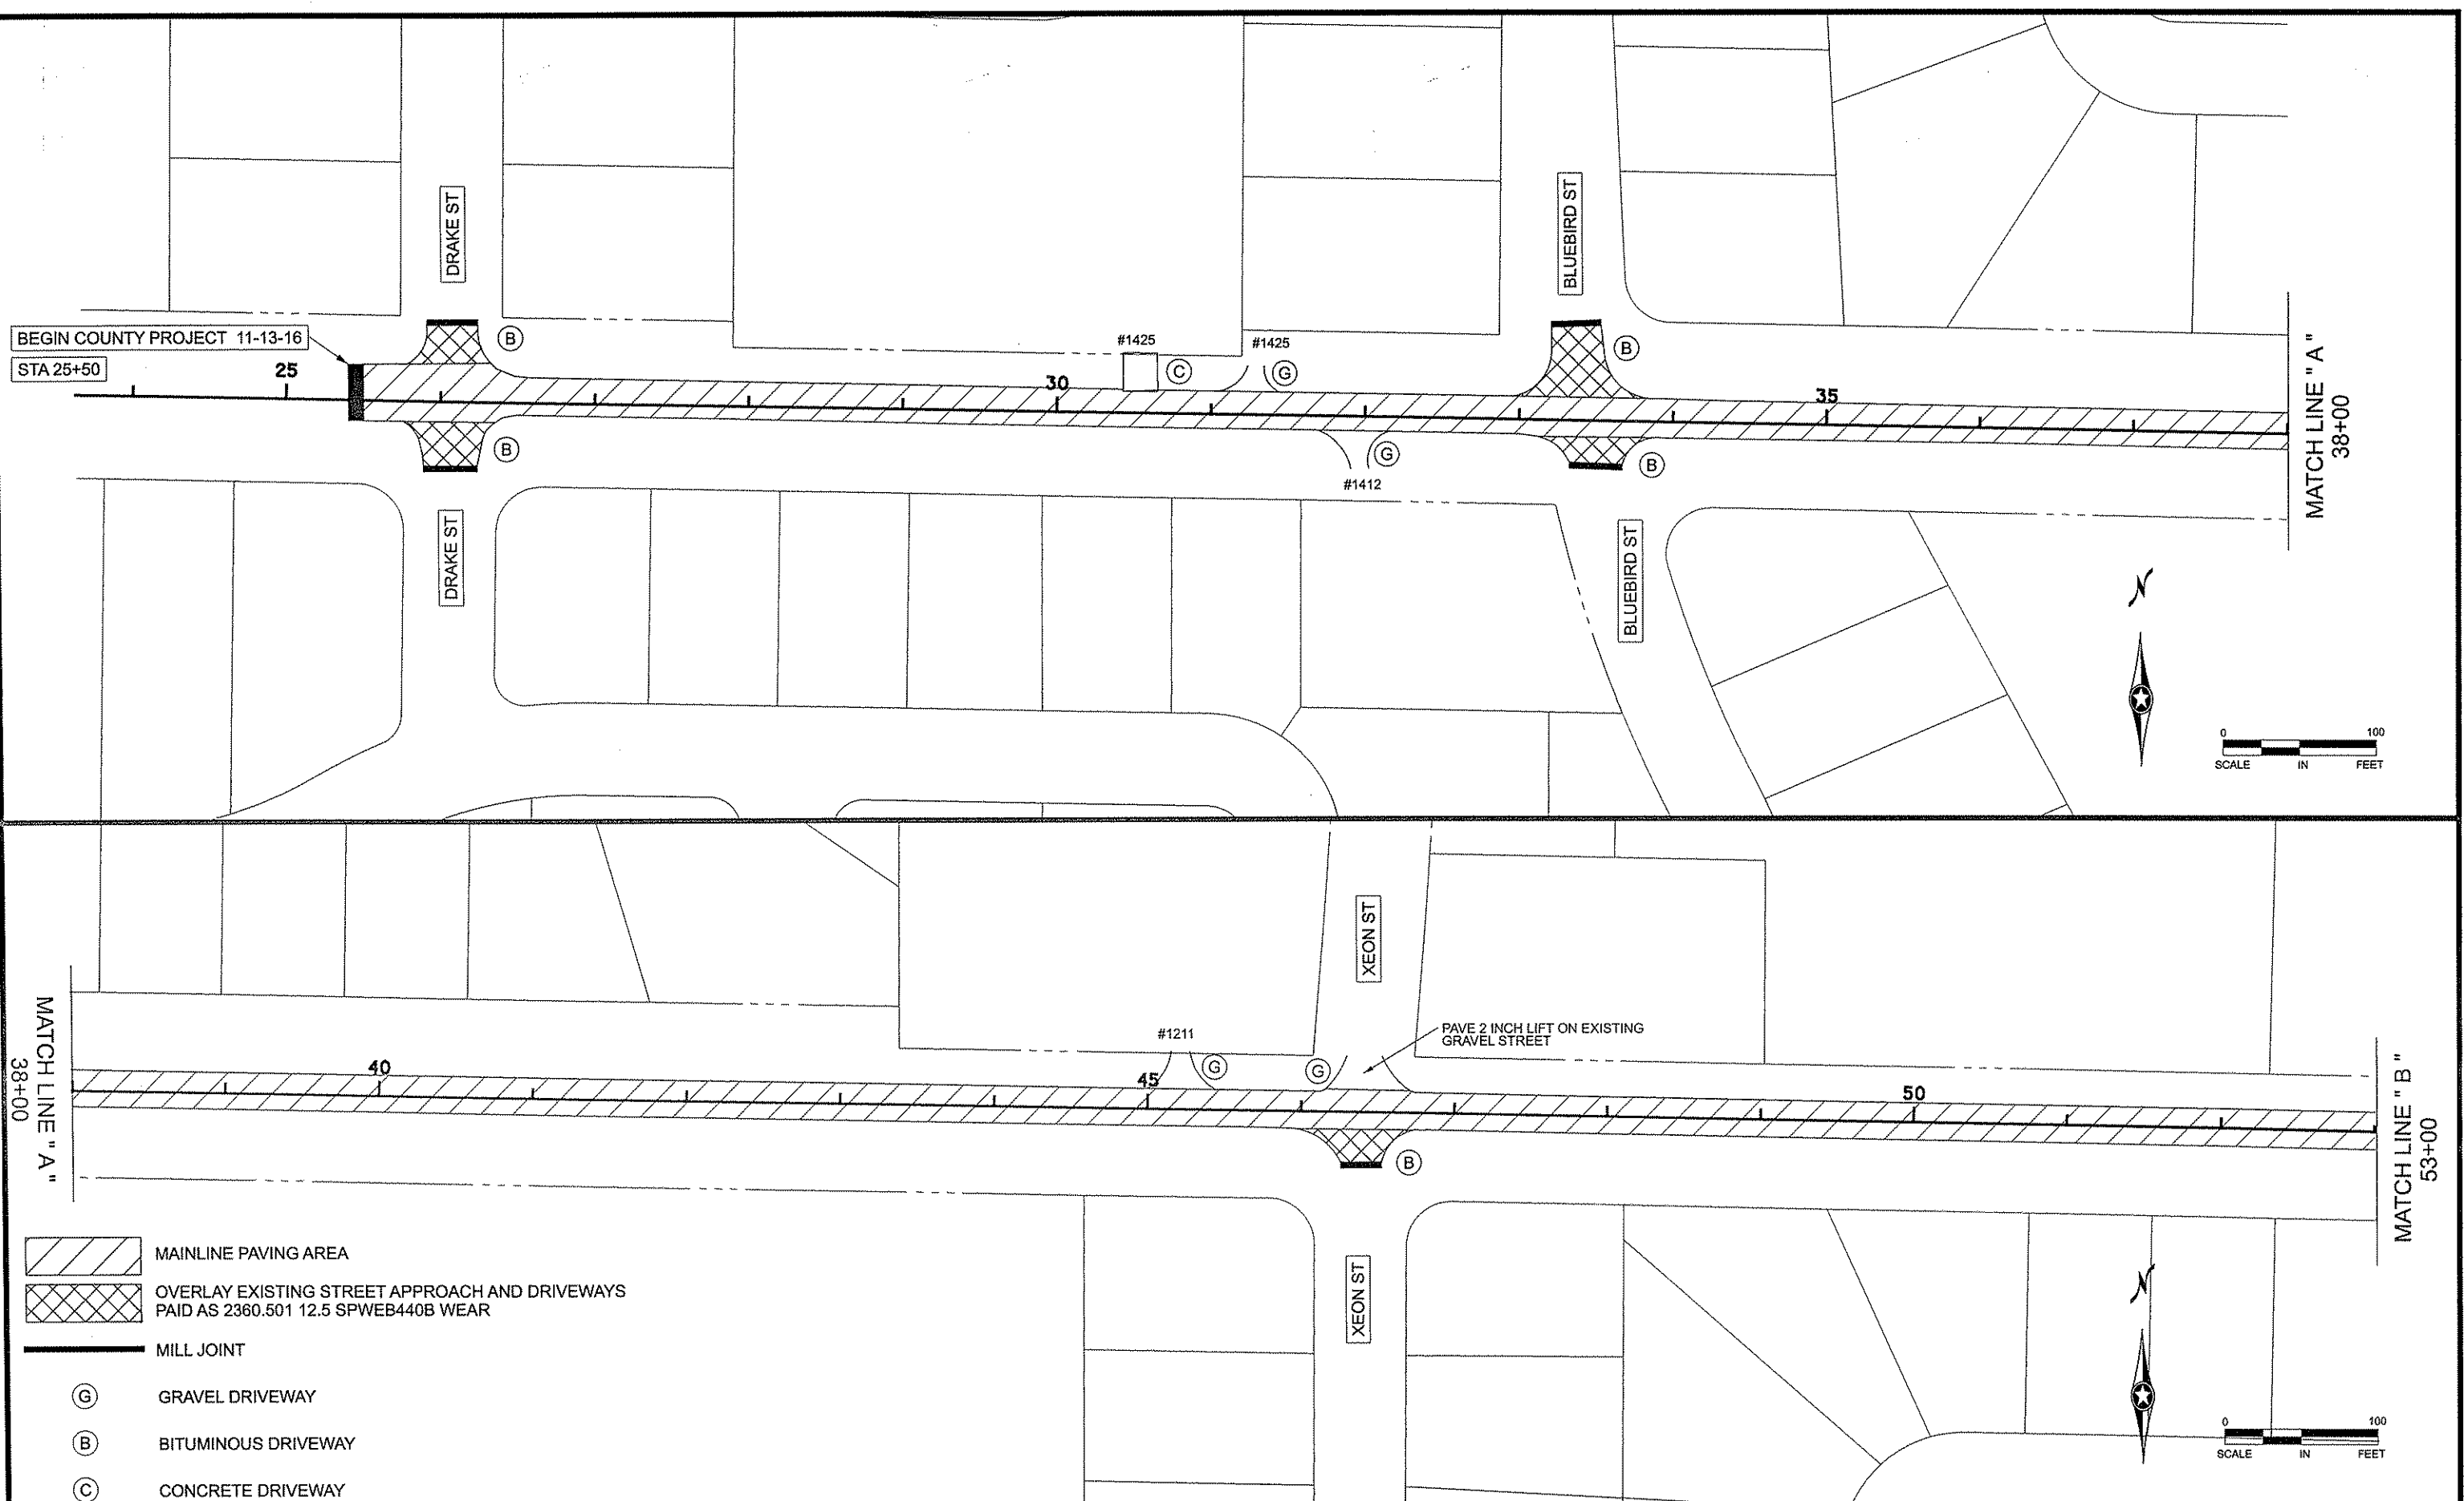 DRAKE ST
BLUEBIRD ST
BEGIN COUNTY PROJECT 11-13-16
STA 25+50
25
B
#1425
#1425
C
G
30
B
35
MATCH LINE "A"
38+00
B
G
#1412
B
DRAKE ST
BLUEBIRD ST
N
0 100
SCALE IN FEET
XEON ST
MATCH LINE "A"
38+00
40
#1211
G
45
G
PAVE 2 INCH LIFT ON EXISTING
GRAVEL STREET
50
MATCH LINE "B"
53+00
B
XEON ST
MAINLINE PAVING AREA
OVERLAY EXISTING STREET APPROACH AND DRIVEWAYS
PAID AS 2360.501 12.5 SPWEB440B WEAR
MILL JOINT
G GRAVEL DRIVEWAY
B BITUMINOUS DRIVEWAY
C CONCRETE DRIVEWAY
N
0 100
SCALE IN FEET